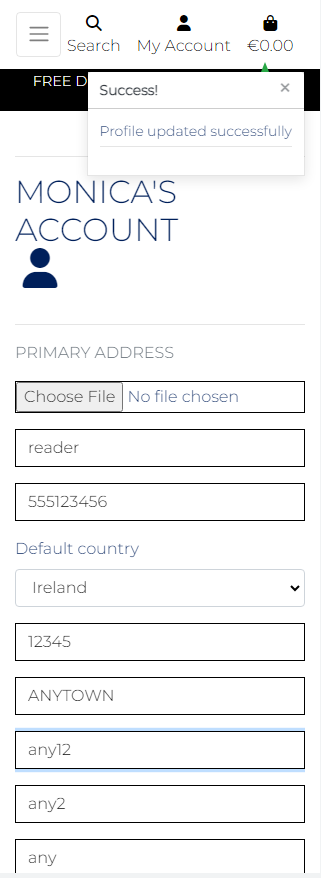 Search
My Account
€0.00
FREE D
Success!
×
Profile updated successfully
MONICA'S
ACCOUNT
PRIMARY ADDRESS
Choose File No file chosen
reader
555123456
Default country
Ireland
12345
ANYTOWN
any12
any2
any